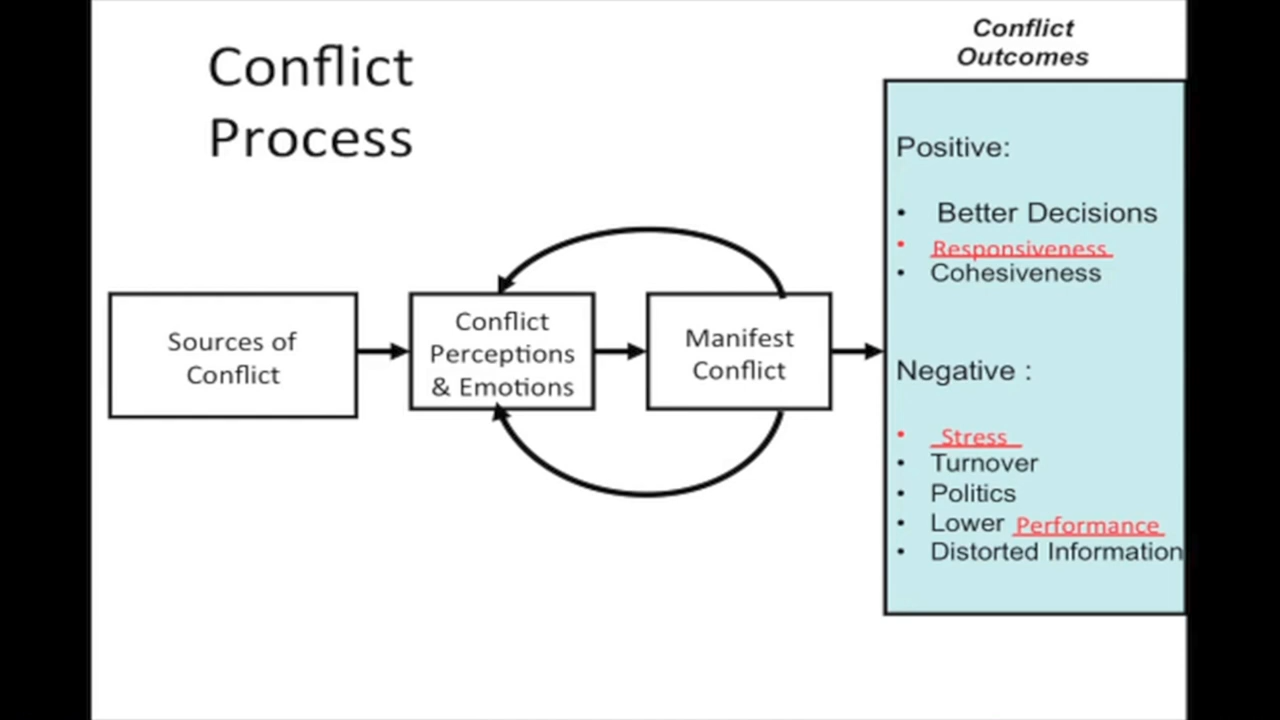 Conflict
Process
Conflict
Outcomes
Sources of
Conflict
Conflict
Perceptions
& Emotions
Manifest
Conflict
Positive:
• Better Decisions
• Responsiveness
• Cohesiveness
Negative :
• Stress
• Turnover
• Politics
• Lower Performance
• Distorted Information